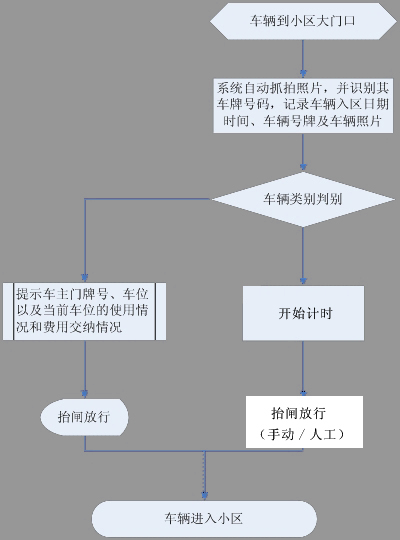 车辆到小区大门口
系统自动抓拍照片，并识别其
车牌号码，记录车辆入区日期
时间、车辆号牌及车辆照片
车辆类别判别
提示车主门牌号、车位
以及当前车位的使用情
况和费用交纳情况
开始计时
抬闸放行
抬闸放行
（手动/人工）
车辆进入小区